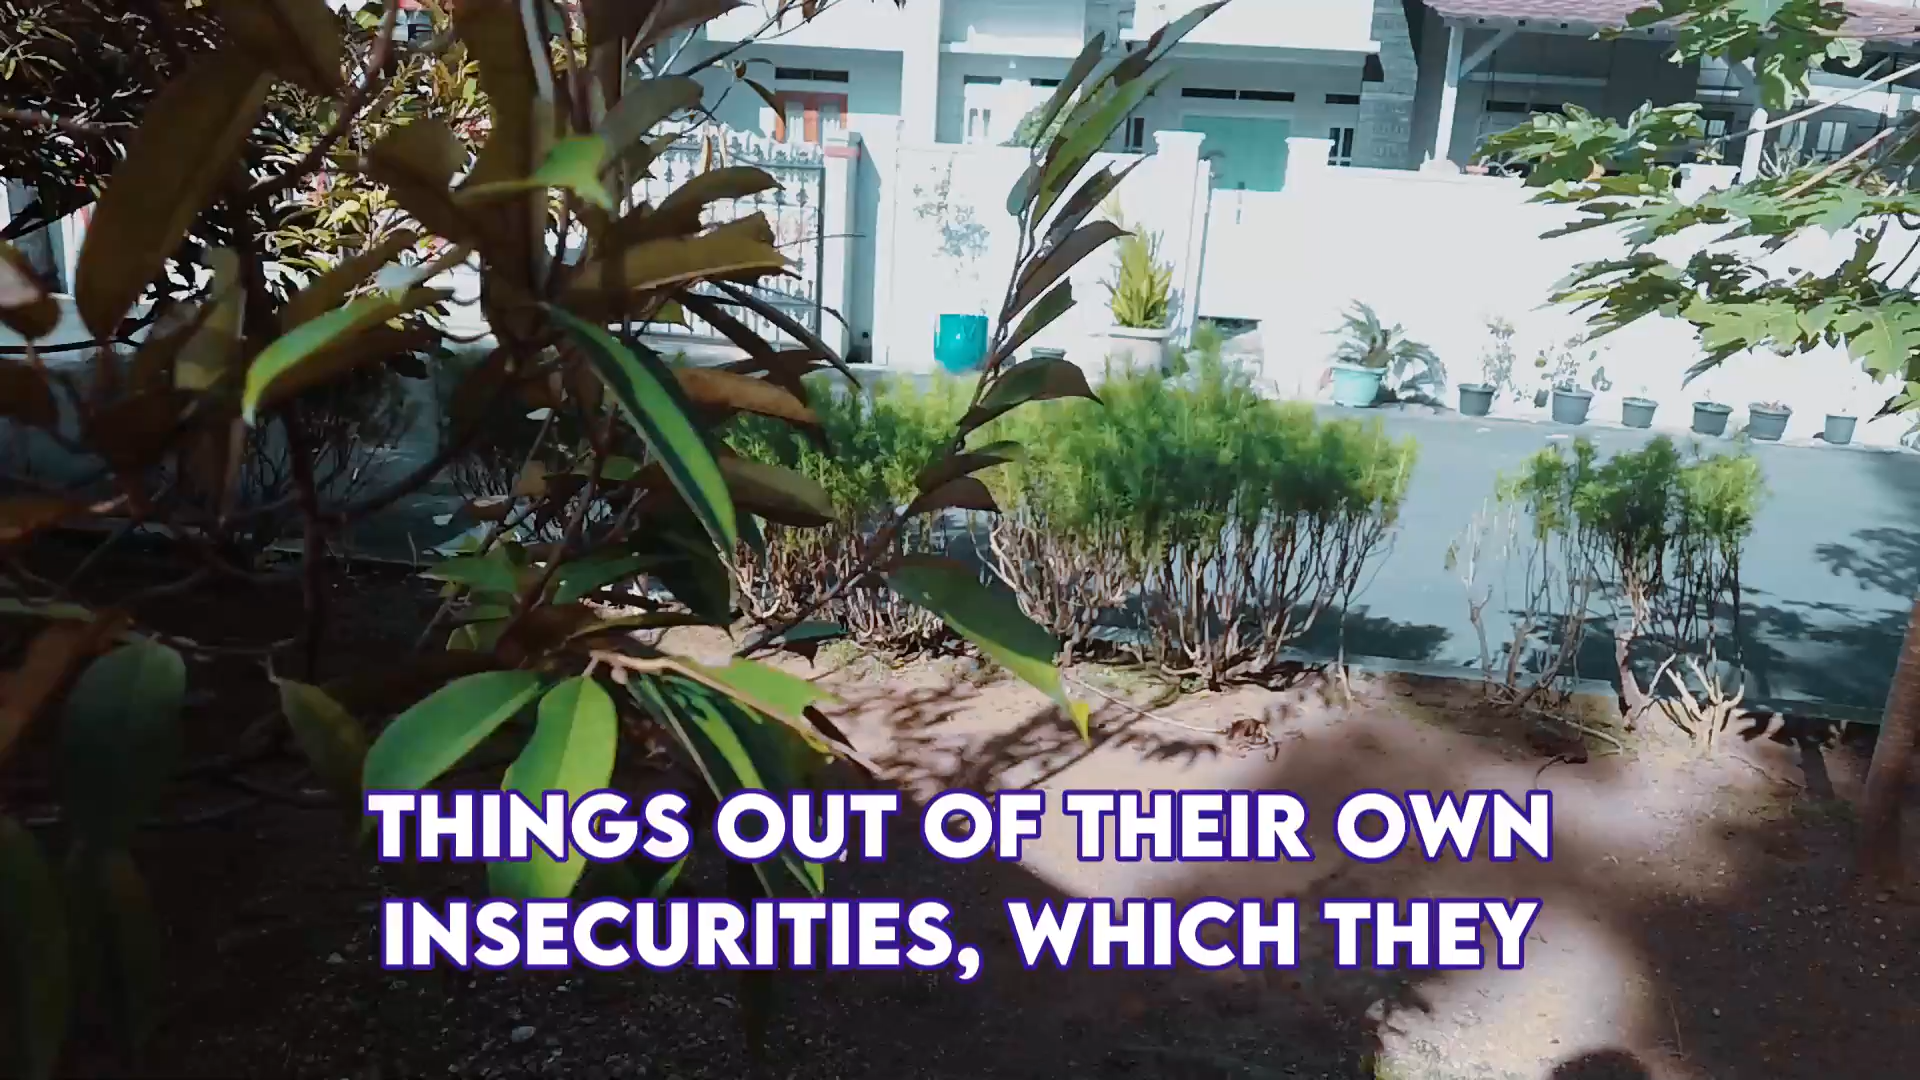 THINGS OUT OF THEIR OWN
INSECURITIES, WHICH THEY